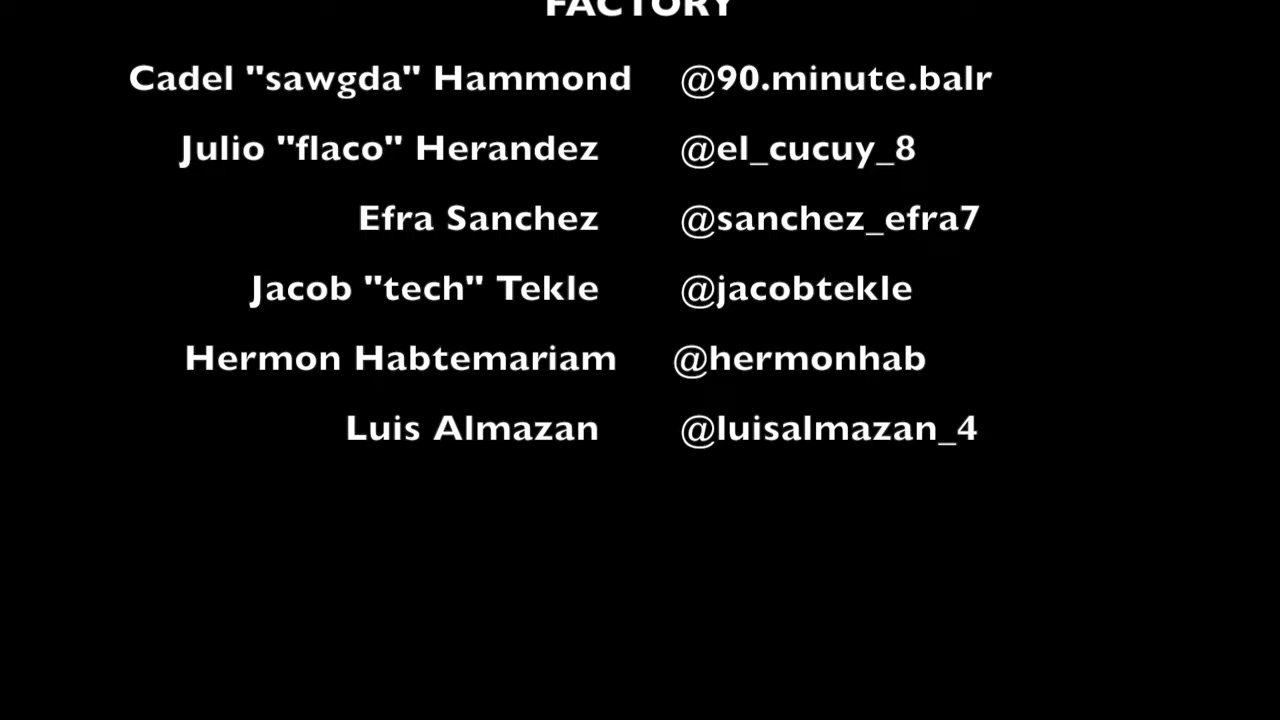 FACTORY
Cadel "sawgda" Hammond @90.minute.balr
Julio "flaco" Herandez @el_cucuy_8
Efra Sanchez @sanchez_efra7
Jacob "tech" Tekle @jacobtekle
Hermon Habtemariam @hermonhab
Luis Almazan @luisalmazan_4